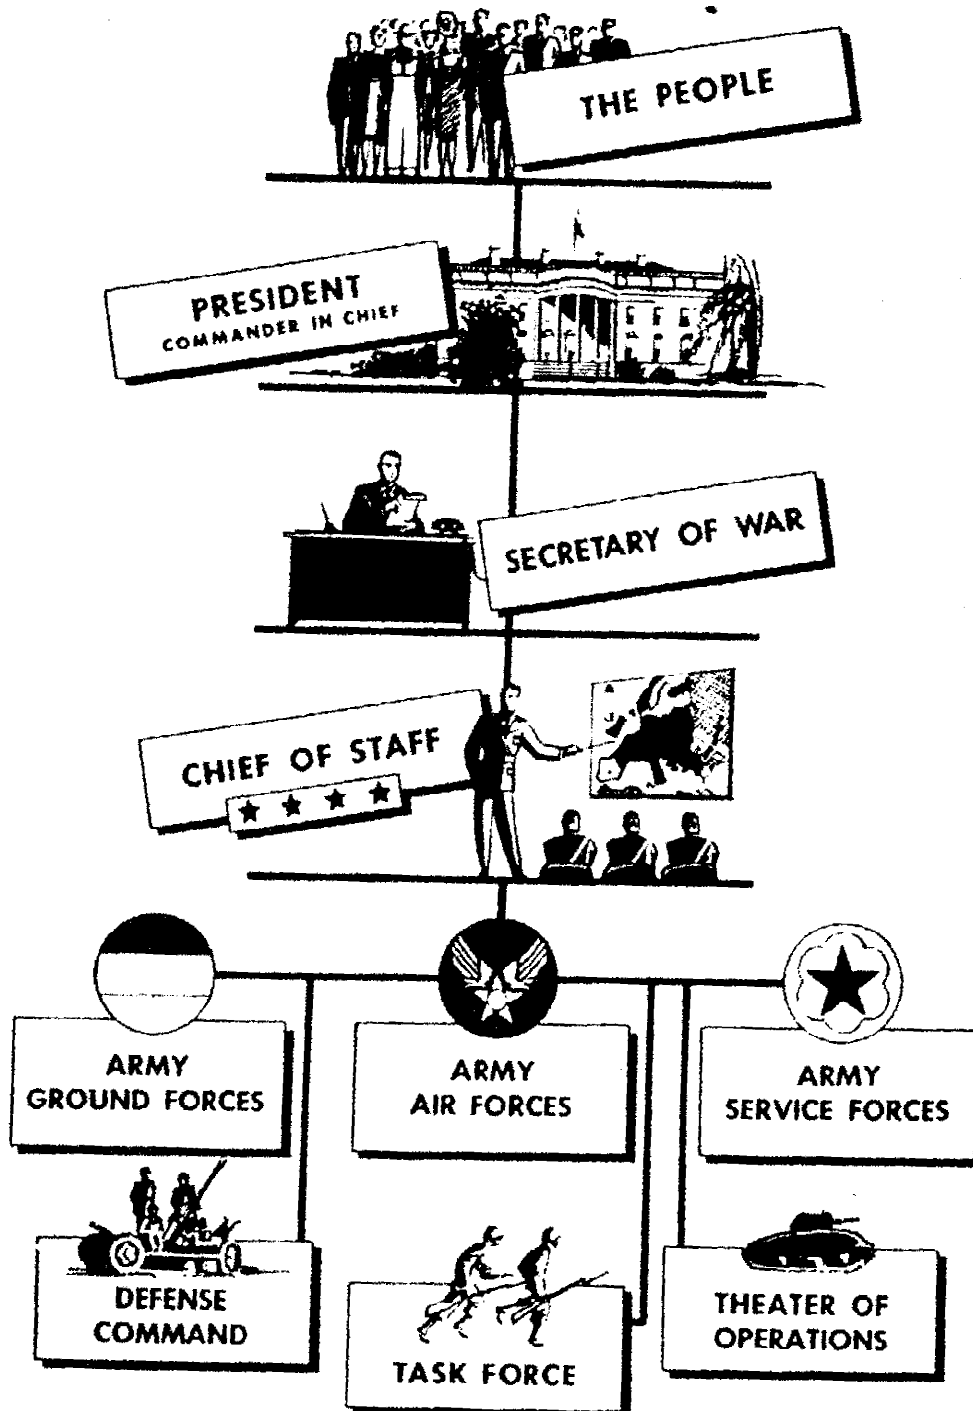 THE PEOPLE
PRESIDENT
COMMANDER IN CHIEF
SECRETARY OF WAR
CHIEF OF STAFF
ARMY
GROUND FORCES
ARMY
AIR FORCES
ARMY
SERVICE FORCES
DEFENSE
COMMAND
TASK FORCE
THEATER OF
OPERATIONS